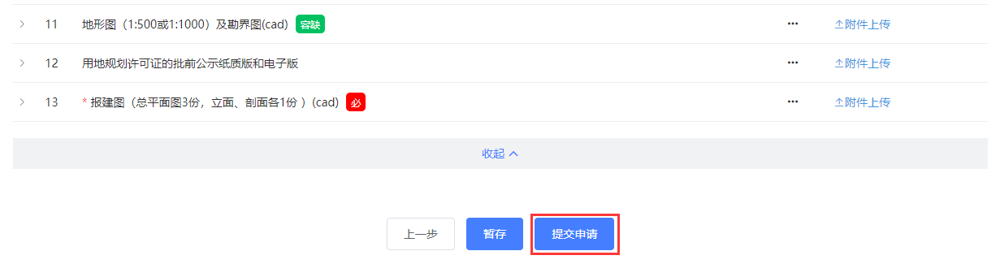 11 地形图（1:500或1:1000）及勘界图(cad) 容缺 ••• 附件上传
12 用地规划许可证的批前公示纸质版和电子版 ••• 附件上传
13 * 报建图（总平面图3份，立面、剖面各1份 ）(cad) 必 ••• 附件上传
收起
上一步 暂存 提交申请